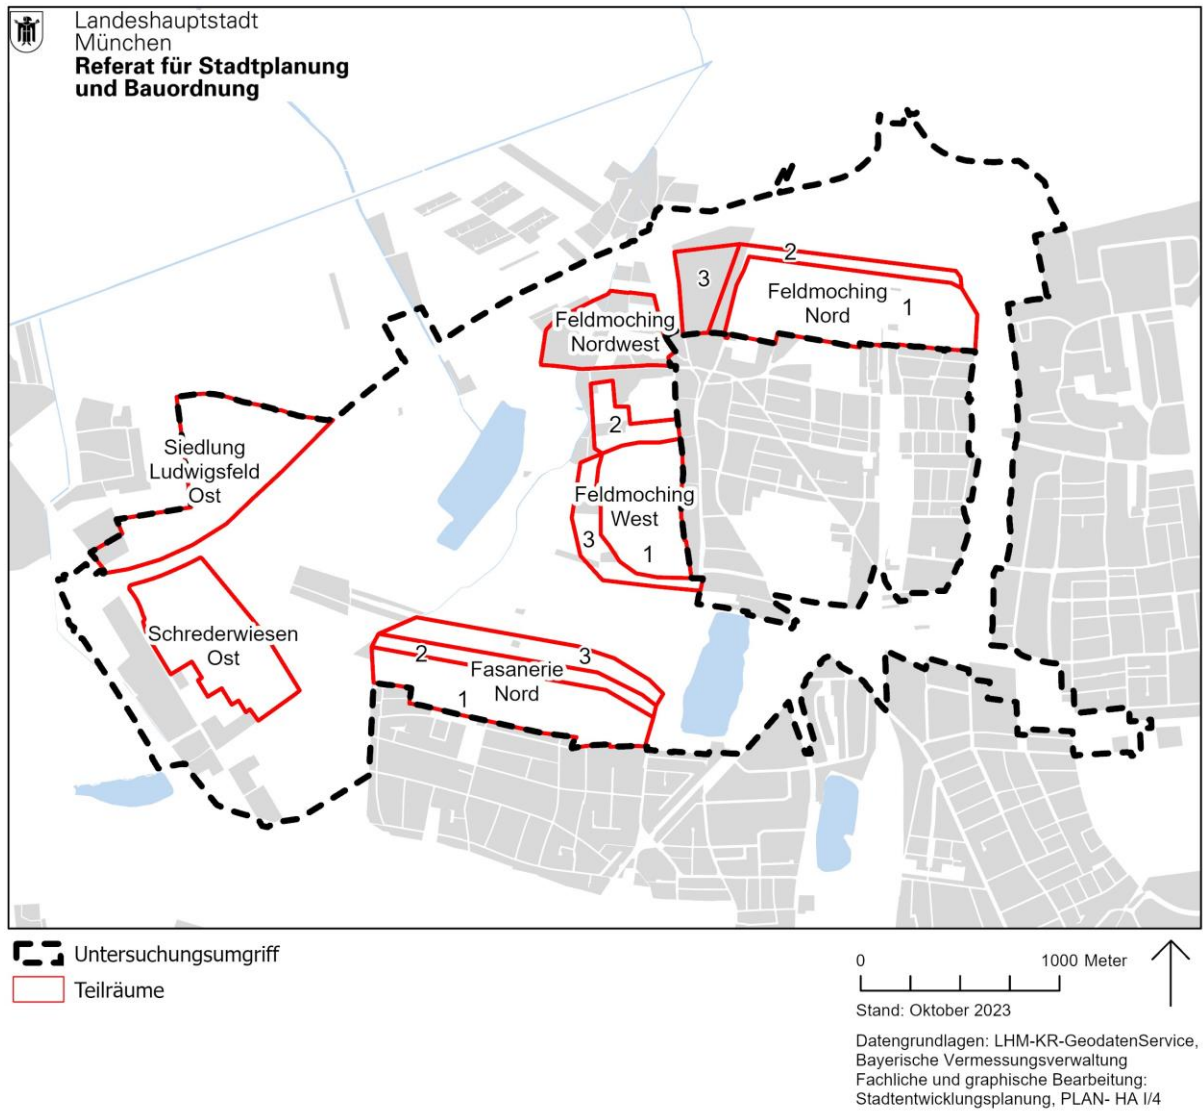 Landeshauptstadt
München
Referat für Stadtplanung
und Bauordnung
2
3
Feldmoching
Nord
1
Feldmoching
Nordwest
2
Siedlung
Ludwigsfeld
Ost
Feldmoching
West
3
1
Schrederwiesen
Ost
2
3
Fasanerie
Nord
1
Untersuchungsumgriff
Teilräume
0 1000 Meter
Stand: Oktober 2023
Datengrundlagen: LHM-KR-GeodatenService,
Bayerische Vermessungsverwaltung
Fachliche und graphische Bearbeitung:
Stadtentwicklungsplanung, PLAN- HA I/4